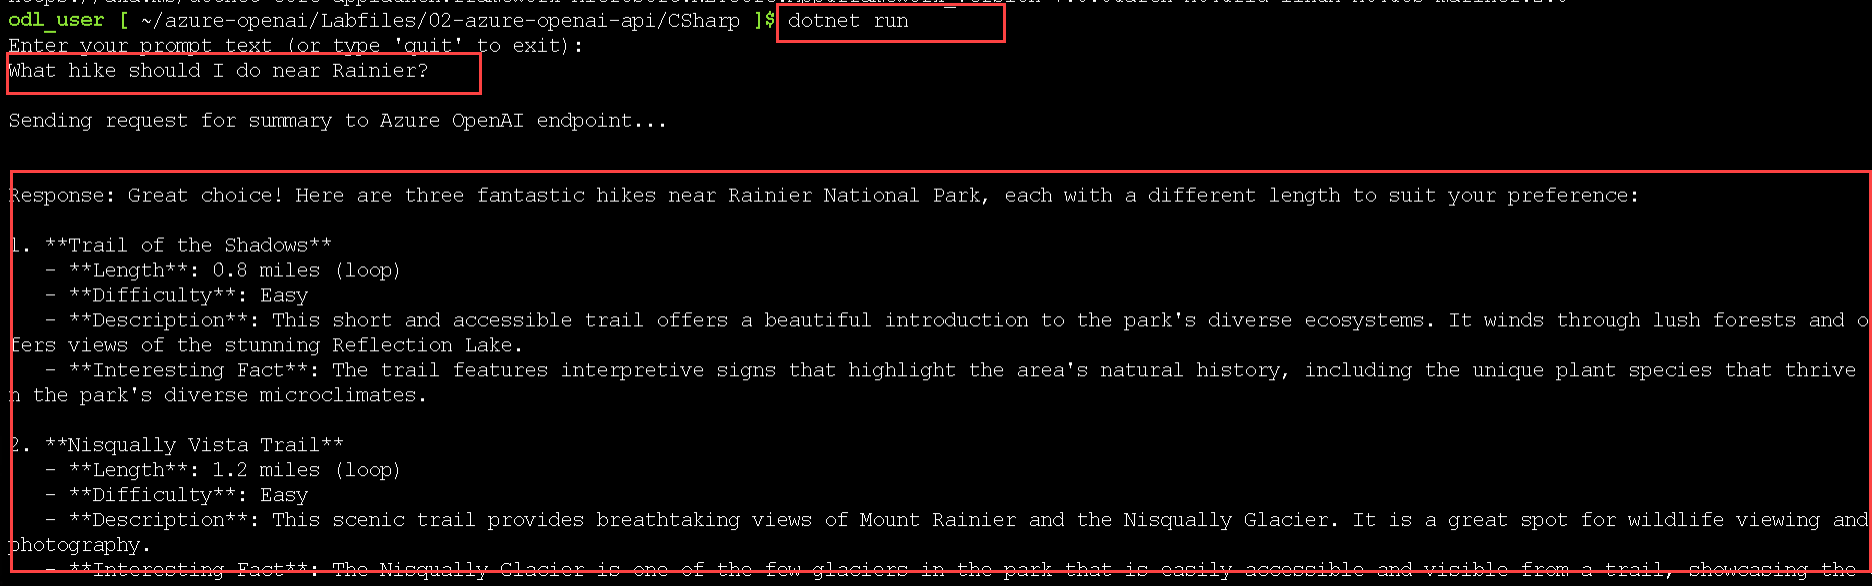 odl_user [ ~/azure-openai/Labfiles/02-azure-openai-api/CSharp ]$ dotnet run
Enter your prompt text (or type 'quit' to exit):
What hike should I do near Rainier?
Sending request for summary to Azure OpenAI endpoint...
Response: Great choice! Here are three fantastic hikes near Rainier National Park, each with a different length to suit your preference:
1. **Trail of the Shadows**
- **Length**: 0.8 miles (loop)
- **Difficulty**: Easy
- **Description**: This short and accessible trail offers a beautiful introduction to the park's diverse ecosystems. It winds through lush forests and o
fers views of the stunning Reflection Lake.
- **Interesting Fact**: The trail features interpretive signs that highlight the area's natural history, including the unique plant species that thrive
n the park's diverse microclimates.
2. **Nisqually Vista Trail**
- **Length**: 1.2 miles (loop)
- **Difficulty**: Easy
- **Description**: This scenic trail provides breathtaking views of Mount Rainier and the Nisqually Glacier. It is a great spot for wildlife viewing and
photography.
- **Interesting Fact**: The Nisqually Glacier is one of the few glaciers in the park that is easily accessible and visible from a trail, showcasing the